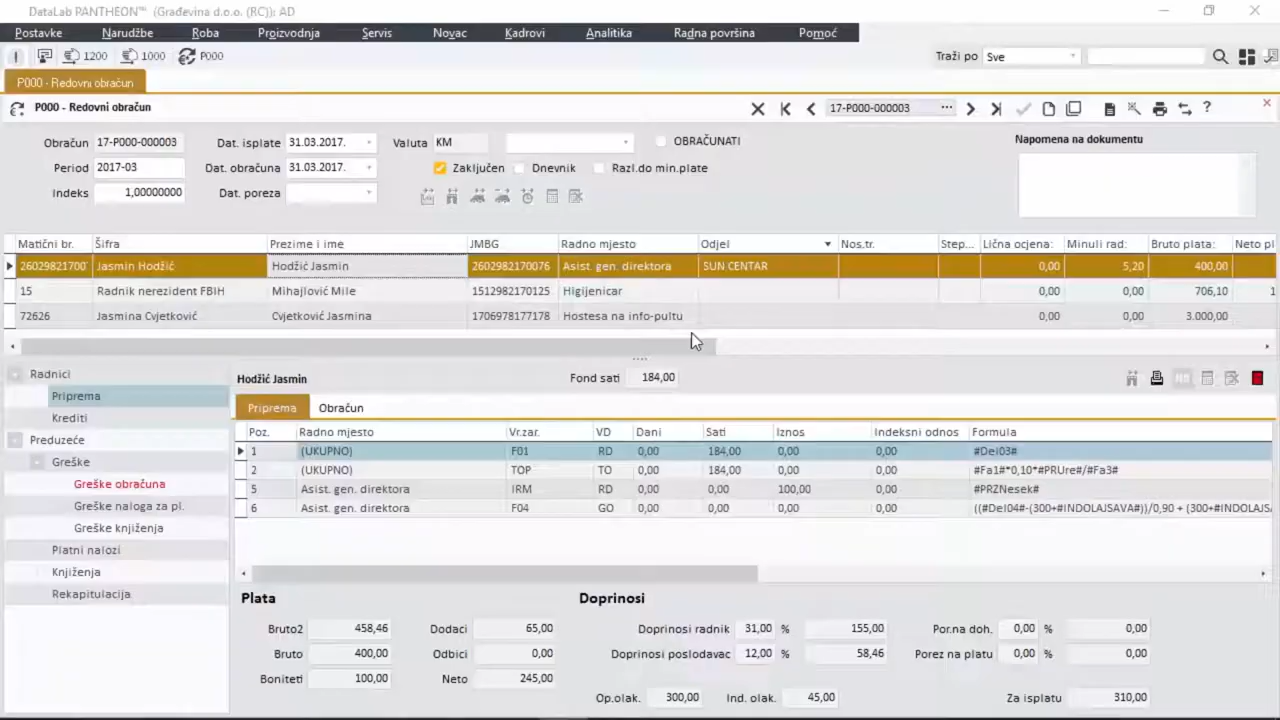 DataLab PANTHEON™ (Građevina d.o.o. (RC)): AD
Postavke Narudžbe Roba Proizvodnja Servis Novac Kadrovi Analitika Radna površina Pomoć
1200 1000 P000 Traži po Sve
P000 - Redovni obračun
P000 - Redovni obračun 17-P000-000003 ... ?
Obračun 17-P000-000003 Dat. isplate 31.03.2017. Valuta KM OBRAČUNATI Napomena na dokumentu
Period 2017-03 Dat. obračuna 31.03.2017. Zaključen Dnevnik Razl.do min.plate
Indeks 1,00000000 Dat. poreza
Matični br. Šifra Prezime i ime JMBG Radno mjesto Odjel Nos.tr. Step... Lična ocjena: Minuli rad: Bruto plata: Neto pl
26029821700 Jasmin Hodžić Hodžić Jasmin 2602982170076 Asist. gen. direktora SUN CENTAR 0,00 5,20 400,00
15 Radnik nerezident FBIH Mihajlović Mile 1512982170125 Higijenicar 0,00 0,00 706,10 1
72626 Jasmina Cvjetković Cvjetković Jasmina 1706978177178 Hostesa na info-pultu 0,00 0,00 3.000,00
Radnici
Priprema
Krediti
Preduzeće
Greške
Greške obračuna
Greške naloga za pl.
Greške knjiženja
Platni nalozi
Knjiženja
Rekapitulacija
Hodžić Jasmin Fond sati 184,00
Priprema Obračun
Poz. Radno mjesto Vr.zar. VD Dani Sati Iznos Indeksni odnos Formula
1 (UKUPNO) F01 RD 0,00 184,00 0,00 0,00 #Del03#
2 (UKUPNO) TOP TO 0,00 184,00 0,00 0,00 #Fa1#*0,10*#PRUre#/#Fa3#
5 Asist. gen. direktora IRM RD 0,00 0,00 100,00 0,00 #PRZNesek#
6 Asist. gen. direktora F04 GO 0,00 0,00 0,00 0,00 ((#Del04#-(300+#INDOLAJSAVA#))/0,90 + (300+#INDOLAJSA
Plata Doprinosi
Bruto2 458,46 Dodaci 65,00 Doprinosi radnik 31,00 % 155,00 Por.na doh. 0,00 % 0,00
Bruto 400,00 Odbici 0,00 Doprinosi poslodavac 12,00 % 58,46 Porez na platu 0,00 % 0,00
Boniteti 100,00 Neto 245,00
Op.olak. 300,00 Ind. olak. 45,00 Za isplatu 310,00